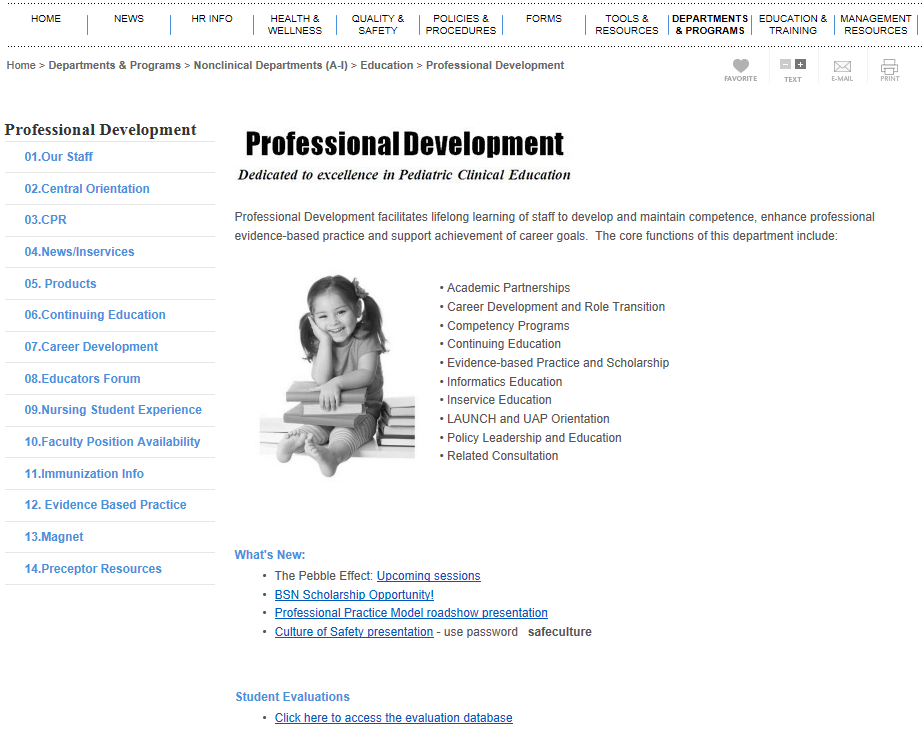 HOME
NEWS
HR INFO
HEALTH &
WELLNESS
QUALITY &
SAFETY
POLICIES &
PROCEDURES
FORMS
TOOLS &
RESOURCES
DEPARTMENTS
& PROGRAMS
EDUCATION &
TRAINING
MANAGEMENT
RESOURCES
Home > Departments & Programs > Nonclinical Departments (A-I) > Education > Professional Development
FAVORITE
TEXT
E-MAIL
PRINT
Professional Development
01.Our Staff
02.Central Orientation
03.CPR
04.News/Inservices
05. Products
06.Continuing Education
07.Career Development
08.Educators Forum
09.Nursing Student Experience
10.Faculty Position Availability
11.Immunization Info
12. Evidence Based Practice
13.Magnet
14.Preceptor Resources
Professional Development
Dedicated to excellence in Pediatric Clinical Education
Professional Development facilitates lifelong learning of staff to develop and maintain competence, enhance professional
evidence-based practice and support achievement of career goals.  The core functions of this department include:
• Academic Partnerships
• Career Development and Role Transition
• Competency Programs
• Continuing Education
• Evidence-based Practice and Scholarship
• Informatics Education
• Inservice Education
• LAUNCH and UAP Orientation
• Policy Leadership and Education
• Related Consultation
What's New:
• The Pebble Effect: Upcoming sessions
• BSN Scholarship Opportunity!
• Professional Practice Model roadshow presentation
• Culture of Safety presentation - use password   safeculture
Student Evaluations
• Click here to access the evaluation database